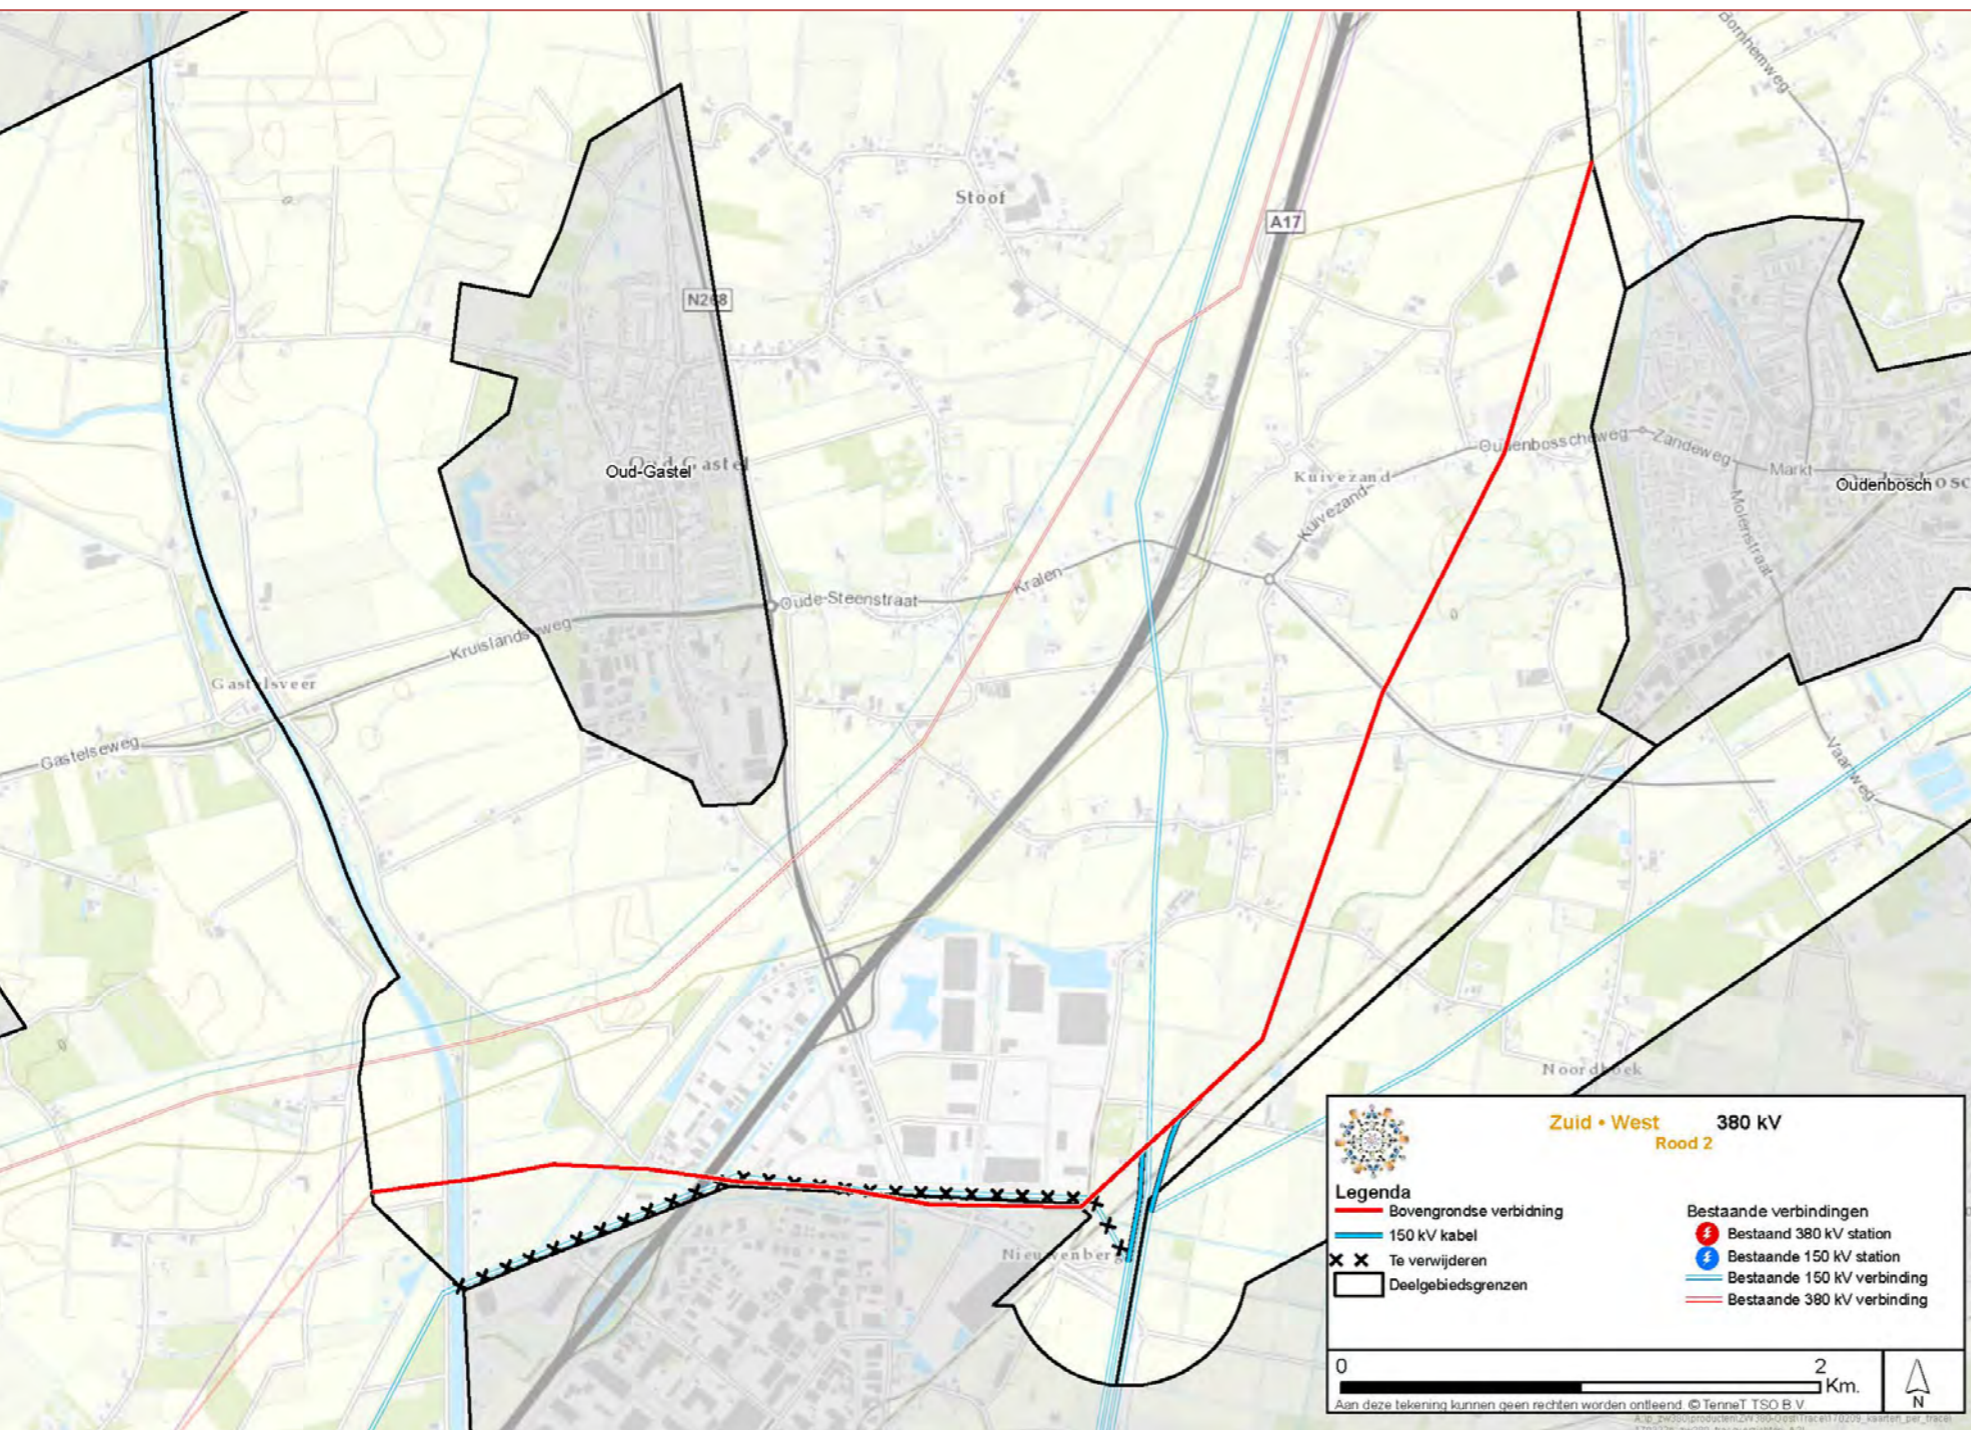 Bornhemweg
Stoof
A17
N268
Oudenbosscheweg
Zandeweg
Markt
Oud-Gastel
Oud Gastel
Kuivezand
Oudenbosch
Kuivezand
Molenstraat
Kralen
Oude-Steenstraat
Kruislandseweg
Gastelsveer
Gastelseweg
Vaartweg
Noordhoek
Nieuwenberg
Zuid • West 380 kV
Rood 2
Legenda
Bovengrondse verbidning
150 kV kabel
Te verwijderen
Deelgebiedsgrenzen
Bestaande verbindingen
Bestaand 380 kV station
Bestaande 150 kV station
Bestaande 150 kV verbinding
Bestaande 380 kV verbinding
0 2
Km.
N
Aan deze tekening kunnen geen rechten worden ontleend. © TenneT TSO B.V.